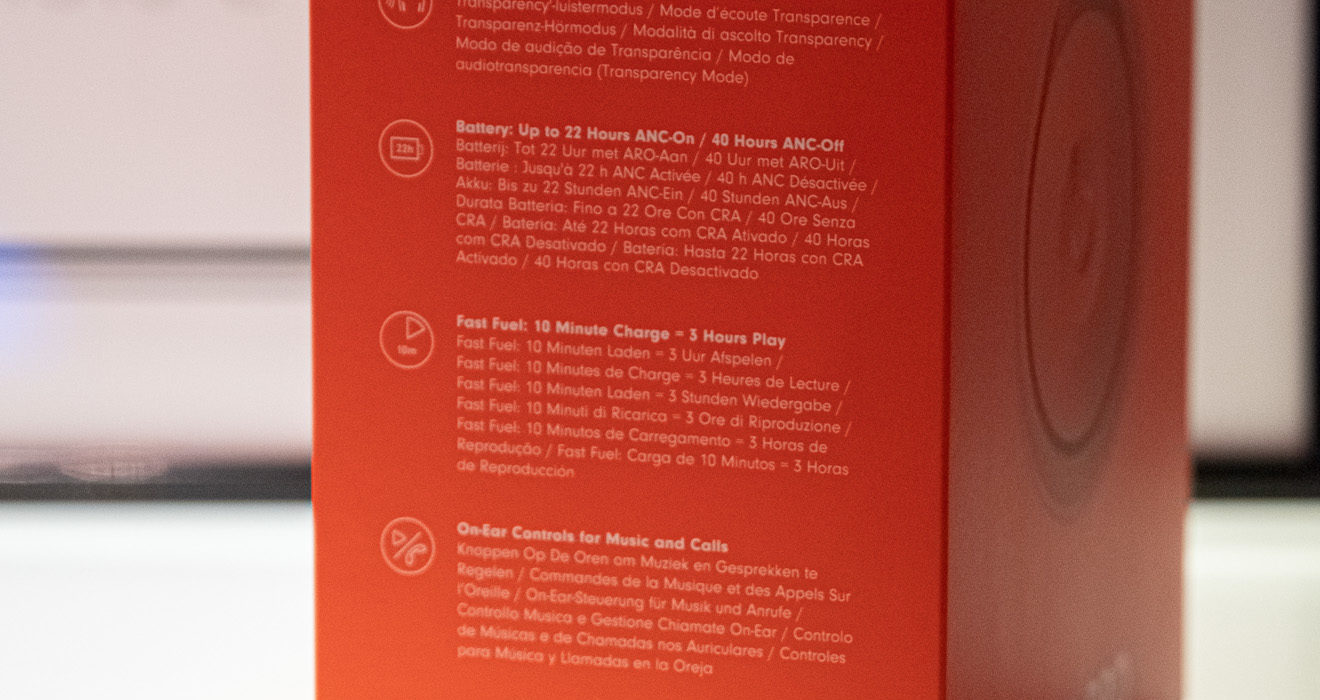 Transparency-luistermodus / Mode d'écoute Transparence /
Transparenz-Hörmodus / Modalità di ascolto Transparency /
Modo de audição de Transparência / Modo de
audiotransparencia (Transparency Mode)
22h
Battery: Up to 22 Hours ANC-On / 40 Hours ANC-Off
Batterij: Tot 22 Uur met ARO-Aan / 40 Uur met ARO-Uit /
Batterie : Jusqu'à 22 h ANC Activée / 40 h ANC Désactivée /
Akku: Bis zu 22 Stunden ANC-Ein / 40 Stunden ANC-Aus /
Durata Batteria: Fino a 22 Ore Con CRA / 40 Ore Senza
CRA / Bateria: Até 22 Horas com CRA Ativado / 40 Horas
com CRA Desativado / Batería: Hasta 22 Horas con CRA
Activado / 40 Horas con CRA Desactivado
10m
Fast Fuel: 10 Minute Charge = 3 Hours Play
Fast Fuel: 10 Minuten Laden = 3 Uur Afspelen /
Fast Fuel: 10 Minutes de Charge = 3 Heures de Lecture /
Fast Fuel: 10 Minuten Laden = 3 Stunden Wiedergabe /
Fast Fuel: 10 Minuti di Ricarica = 3 Ore di Riproduzione /
Fast Fuel: 10 Minutos de Carregamento = 3 Horas de
Reprodução / Fast Fuel: Carga de 10 Minutos = 3 Horas
de Reproducción
On-Ear Controls for Music and Calls
Knoppen Op De Oren om Muziek en Gesprekken te
Regelen / Commandes de la Musique et des Appels Sur
l'Oreille / On-Ear-Steuerung für Musik und Anrufe /
Controllo Musica e Gestione Chiamate On-Ear / Controlo
de Músicas e de Chamadas nos Auriculares / Controles
para Música y Llamadas en la Oreja